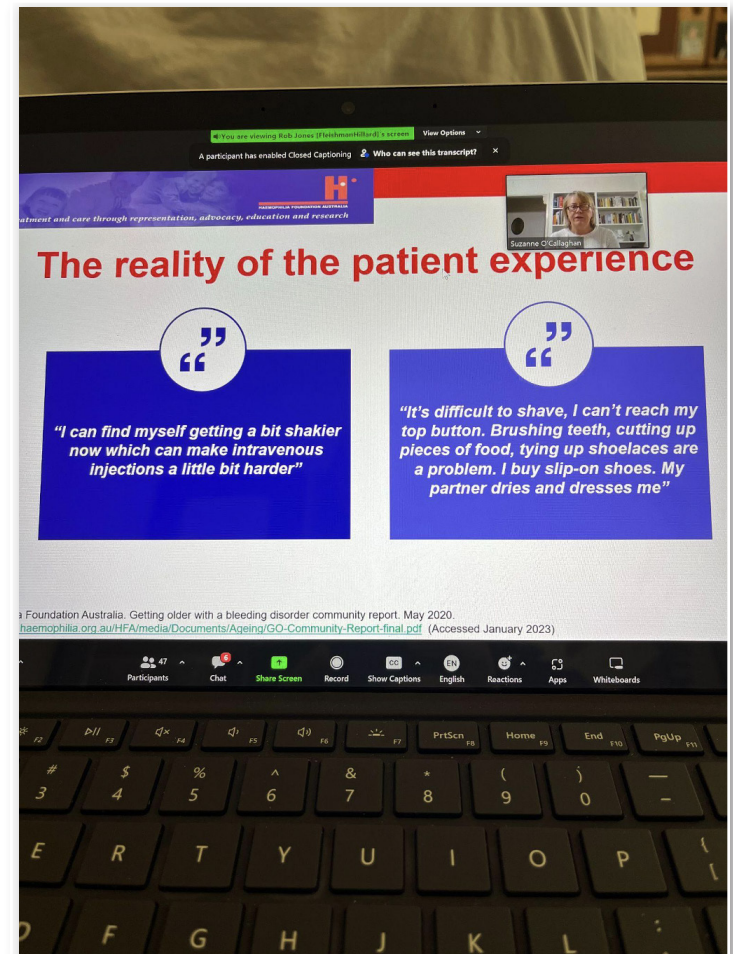 You are viewing Rob Jones (FleishmanHillard)'s screen View Options
A participant has enabled Closed Captioning Who can see this transcript? ×
H
HAEMOPHILIA FOUNDATION AUSTRALIA
atment and care through representation, advocacy, education and research
Suzanne O'Callaghan
The reality of the patient experience
”
“
”
“
“I can find myself getting a bit shakier
now which can make intravenous
injections a little bit harder”
“It’s difficult to shave, I can’t reach my
top button. Brushing teeth, cutting up
pieces of food, tying up shoelaces are
a problem. I buy slip-on shoes. My
partner dries and dresses me”
a Foundation Australia. Getting older with a bleeding disorder community report. May 2020.
haemophilia.org.au/HFA/media/Documents/Ageing/GO-Community-Report-final.pdf (Accessed January 2023)
47 6 CC EN
Participants Chat Share Screen Record Show Captions English Reactions Apps Whiteboards
PrtScn Home End PgUp
F2 F3 F4 F5 F6 F7 F8 F9 F10 F11
# $ % ^ & * ( ) —
3 4 5 6 7 8 9 0 -
E R T Y U I O P { [
D F G H J K L : ;